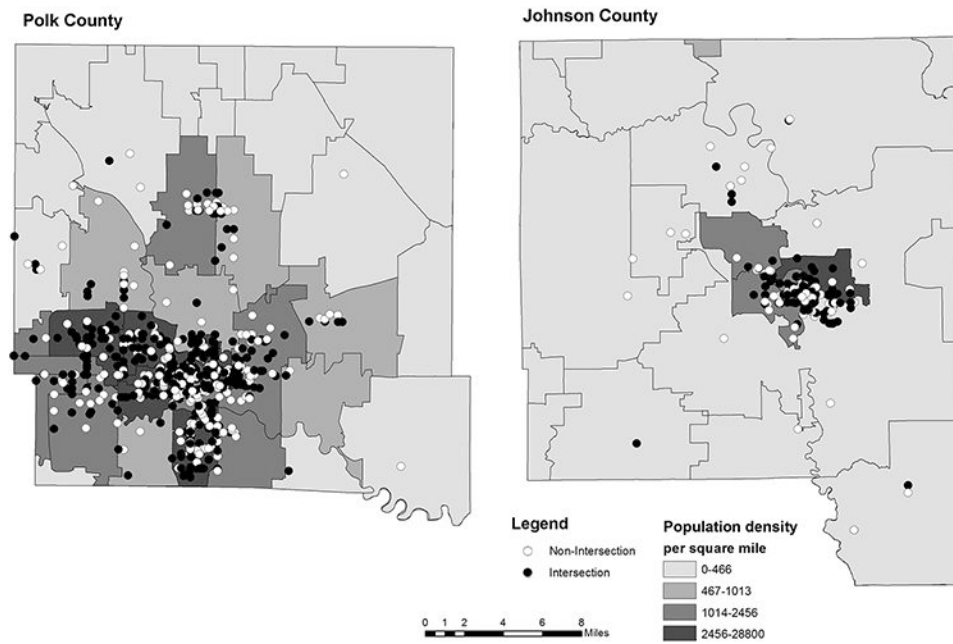 Polk County
Johnson County
Legend
Non-Intersection
Intersection
Population density
per square mile
0-466
467-1013
1014-2456
2456-28800
0 1 2 4 6 8
Miles